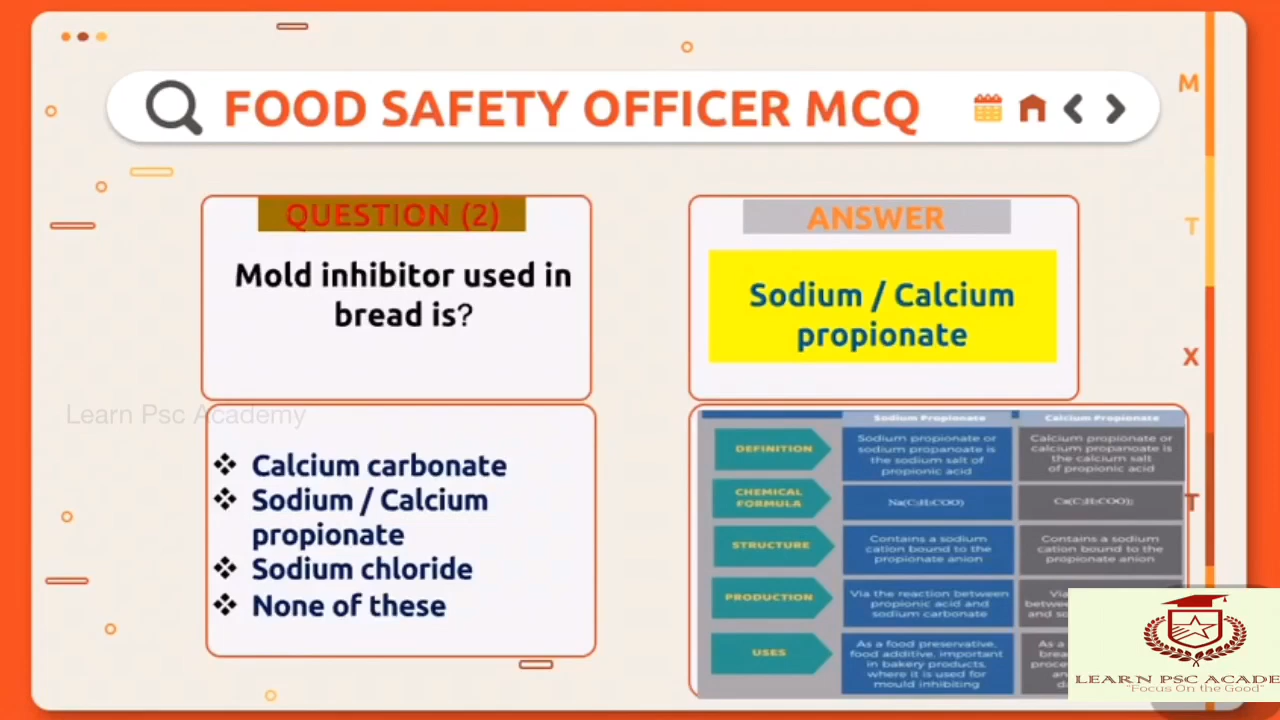 FOOD SAFETY OFFICER MCQ
M
T
X
T
QUESTION (2)
Mold inhibitor used in
bread is?
Calcium carbonate
Sodium / Calcium
propionate
Sodium chloride
None of these
ANSWER
Sodium / Calcium
propionate
Sodium Propionate
Calcium Propionate
DEFINITION
Sodium propionate or
sodium propanoate is
the sodium salt of
propionic acid
Calcium propionate or
calcium propanoate is
the calcium salt
of propionic acid
CHEMICAL
FORMULA
Na(C₂H₅COO)
Ca(C₂H₅COO)₂
STRUCTURE
Contains a sodium
cation bound to the
propionate anion
Contains a sodium
cation bound to the
propionate anion
PRODUCTION
Via the reaction between
propionic acid and
sodium carbonate
USES
As a food preservative,
food additive, important
in bakery products,
where it is used for
mould inhibiting
Learn Psc Academy
LEARN PSC ACADE
"Focus On the Good"